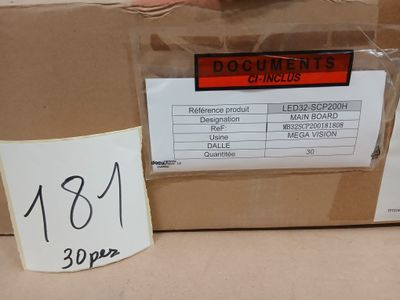 DOCUMENTS
CI-INCLUS
Référence produit LED32-SCP200H
Designation MAIN BOARD
ReF: MB32SCP200I81808
Usine MEGA VISION
DALLE
Quantitée 30
181
30pcs